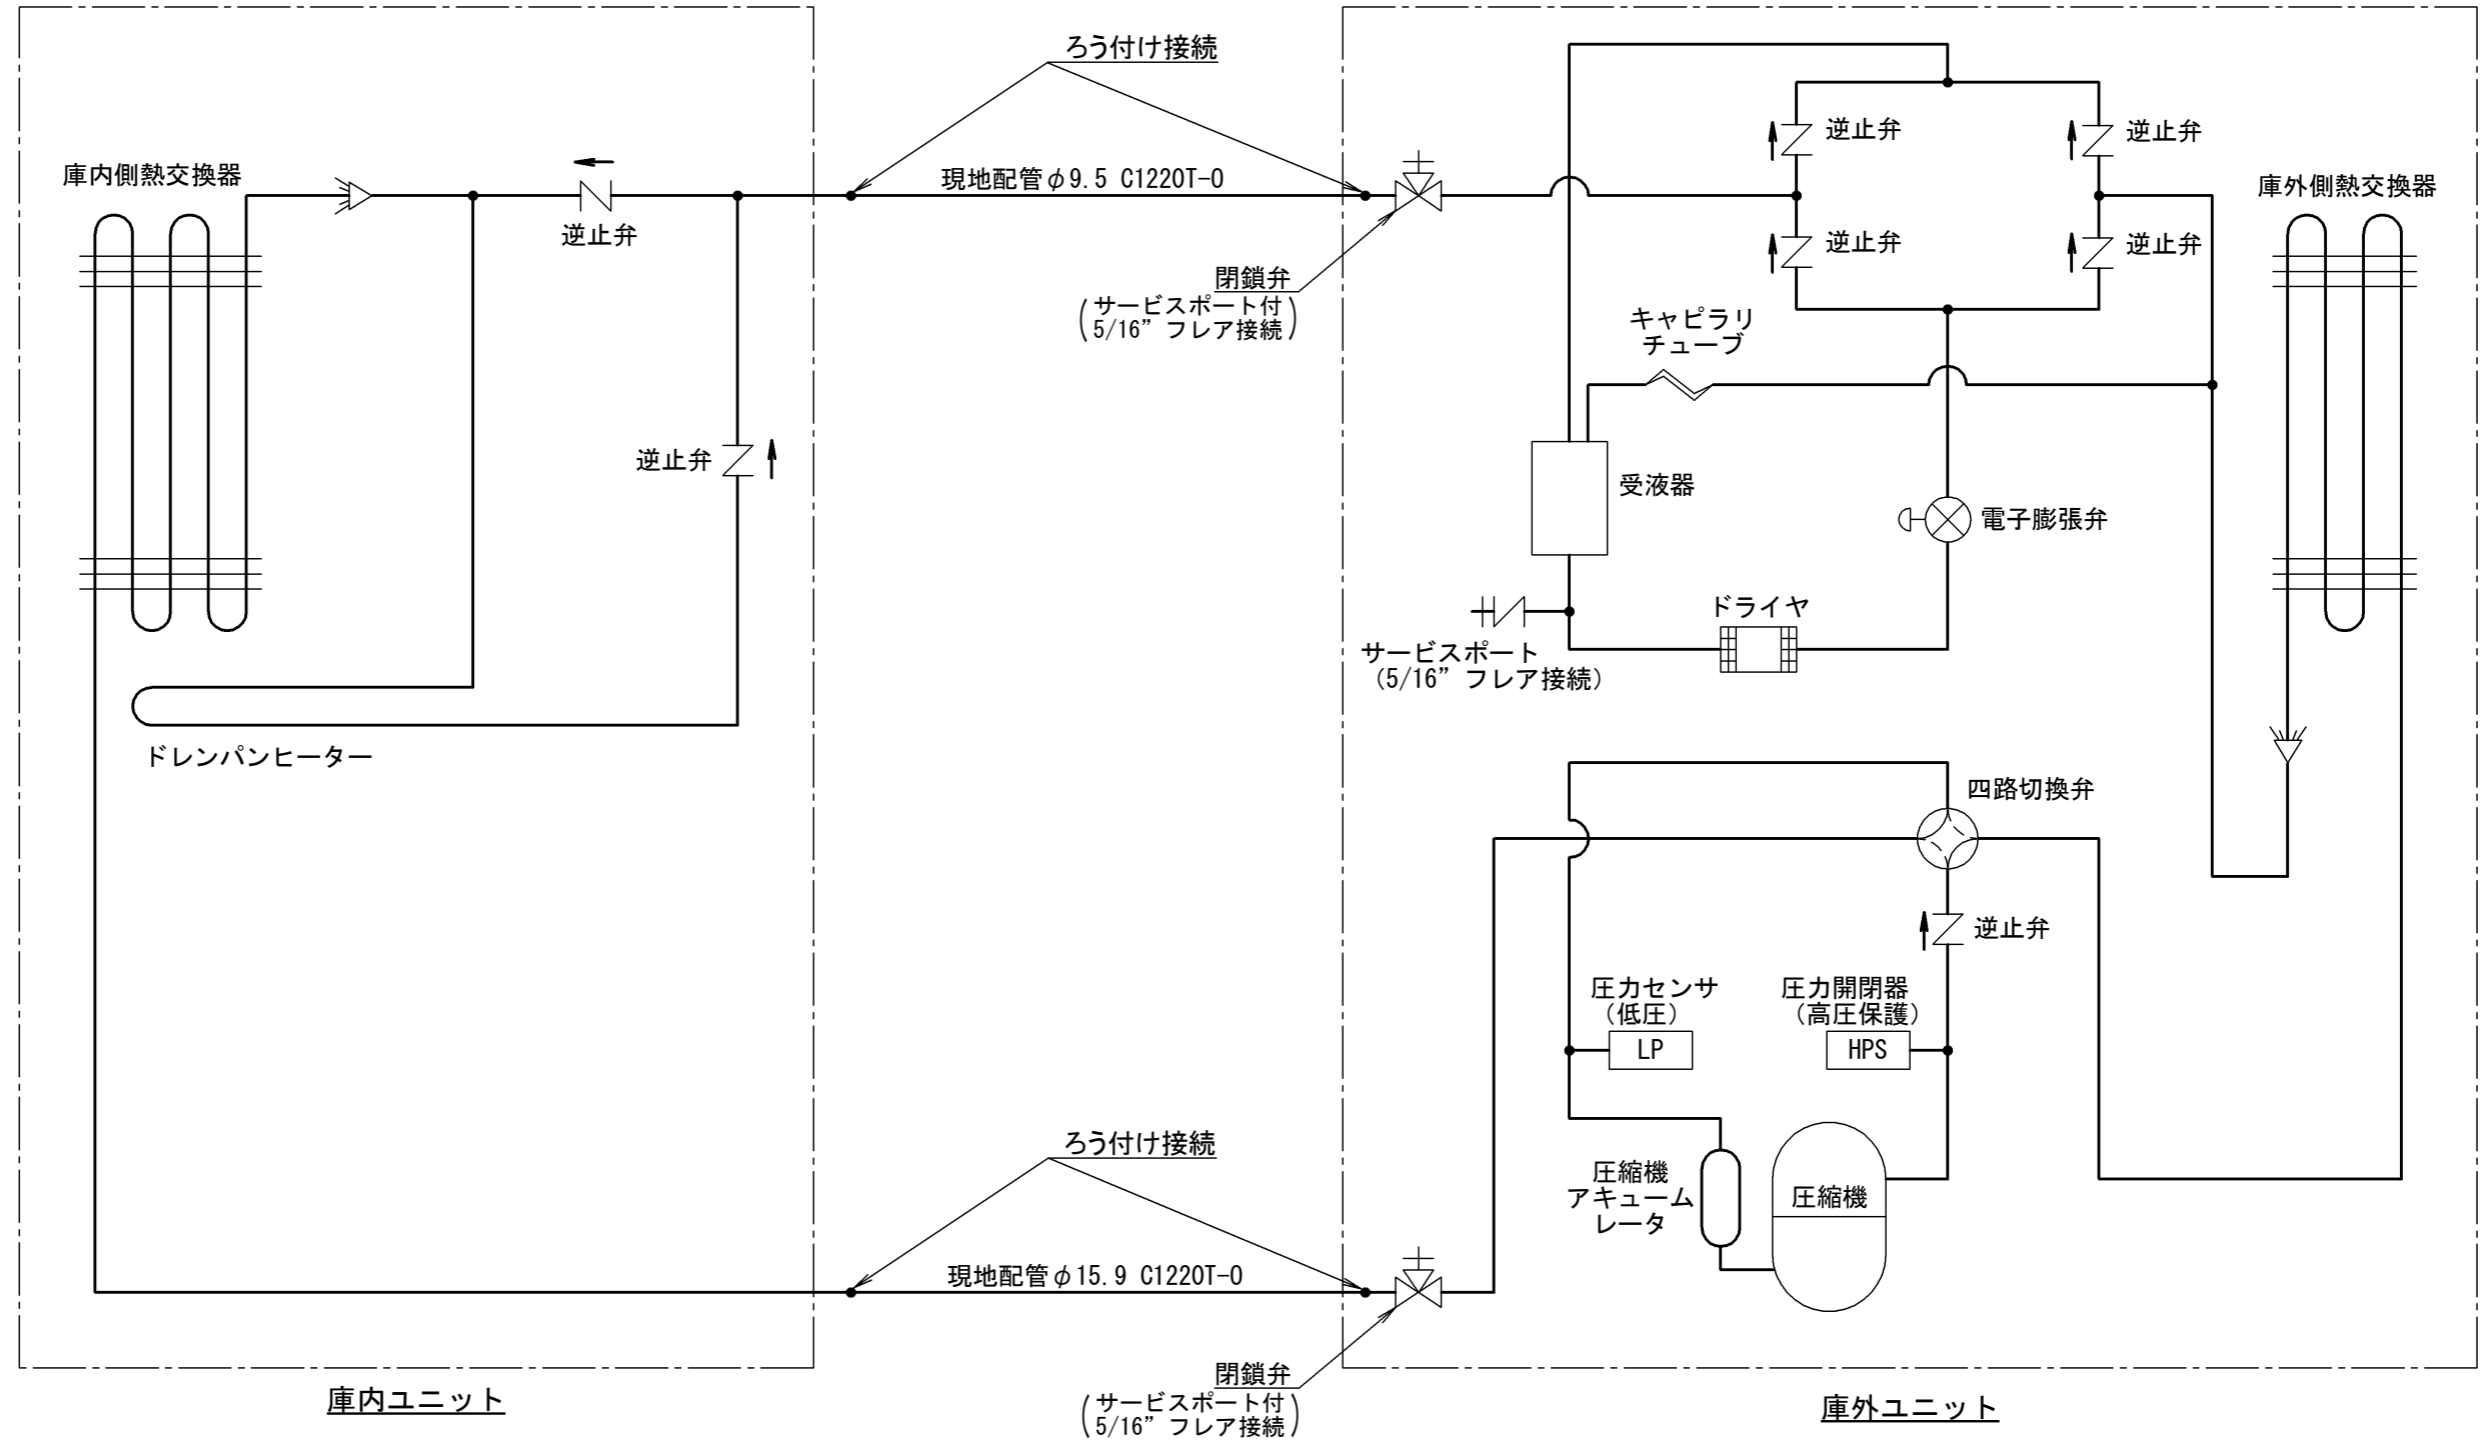 ろう付け接続
庫内側熱交換器
逆止弁
現地配管φ9.5 C1220T-O
閉鎖弁
(サービスポート付
5/16”フレア接続)
逆止弁
逆止弁
逆止弁
逆止弁
庫外側熱交換器
キャピラリ
チューブ
逆止弁
受液器
電子膨張弁
ドライヤ
サービスポート
(5/16”フレア接続)
ドレンパンヒーター
四路切換弁
逆止弁
圧力センサ
(低圧)
LP
圧力開閉器
(高圧保護)
HPS
圧縮機
アキューム
レータ
圧縮機
ろう付け接続
現地配管φ15.9 C1220T-O
閉鎖弁
(サービスポート付
5/16”フレア接続)
庫内ユニット
庫外ユニット